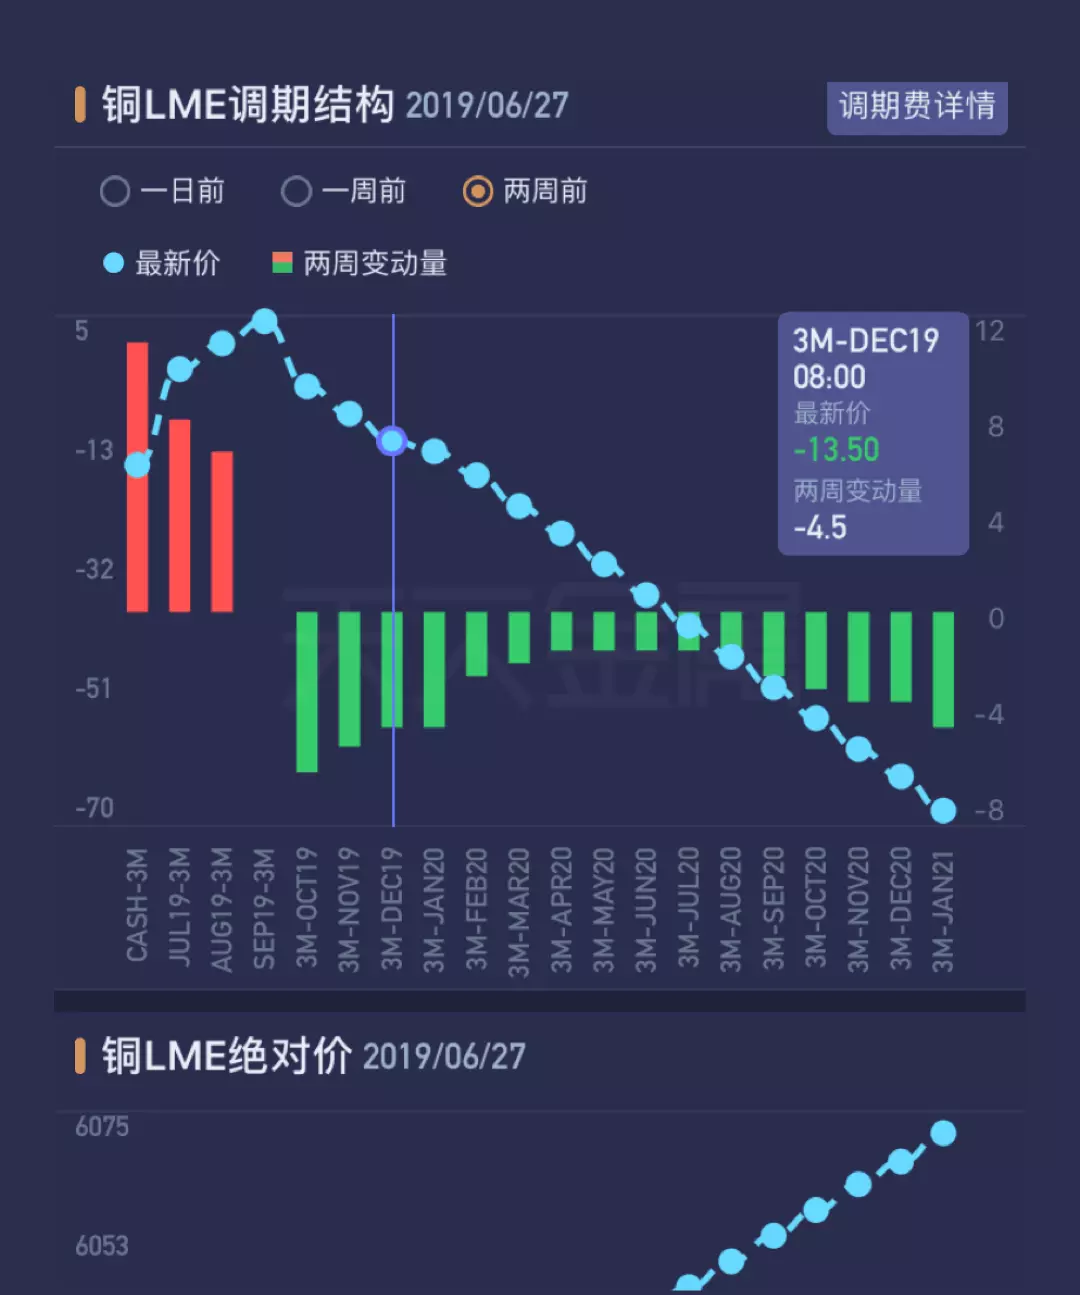 铜LME调期结构 2019/06/27 调期费详情
一日前 一周前 两周前
最新价 两周变动量
5
-13
-32
-51
-70
12
8
4
0
-4
-8
3M-DEC19
08:00
最新价
-13.50
两周变动量
-4.5
天天金属
CASH-3M
JUL19-3M
AUG19-3M
SEP19-3M
3M-OCT19
3M-NOV19
3M-DEC19
3M-JAN20
3M-FEB20
3M-MAR20
3M-APR20
3M-MAY20
3M-JUN20
3M-JUL20
3M-AUG20
3M-SEP20
3M-OCT20
3M-NOV20
3M-DEC20
3M-JAN21
铜LME绝对价 2019/06/27
6075
6053